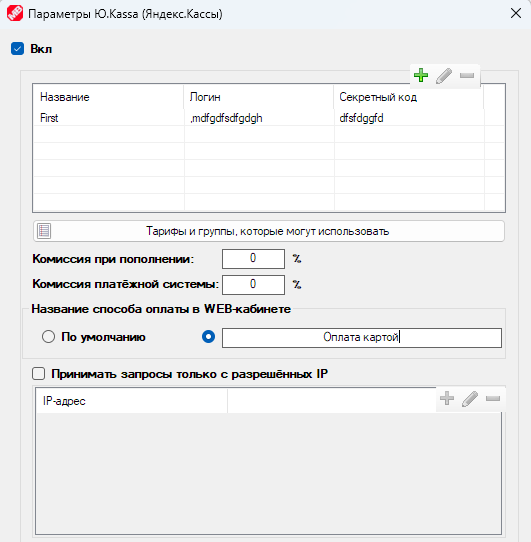 Параметры Ю.Kassa (Яндекс.Кассы)
Вкл
Название Логин Секретный код
First ,mdfgdfsdfgdgh dfsfdggfd
Тарифы и группы, которые могут использовать
Комиссия при пополнении: 0 %
Комиссия платёжной системы: 0 %
Название способа оплаты в WEB-кабинете
По умолчанию Оплата картой
Принимать запросы только с разрешённых IP
IP-адрес